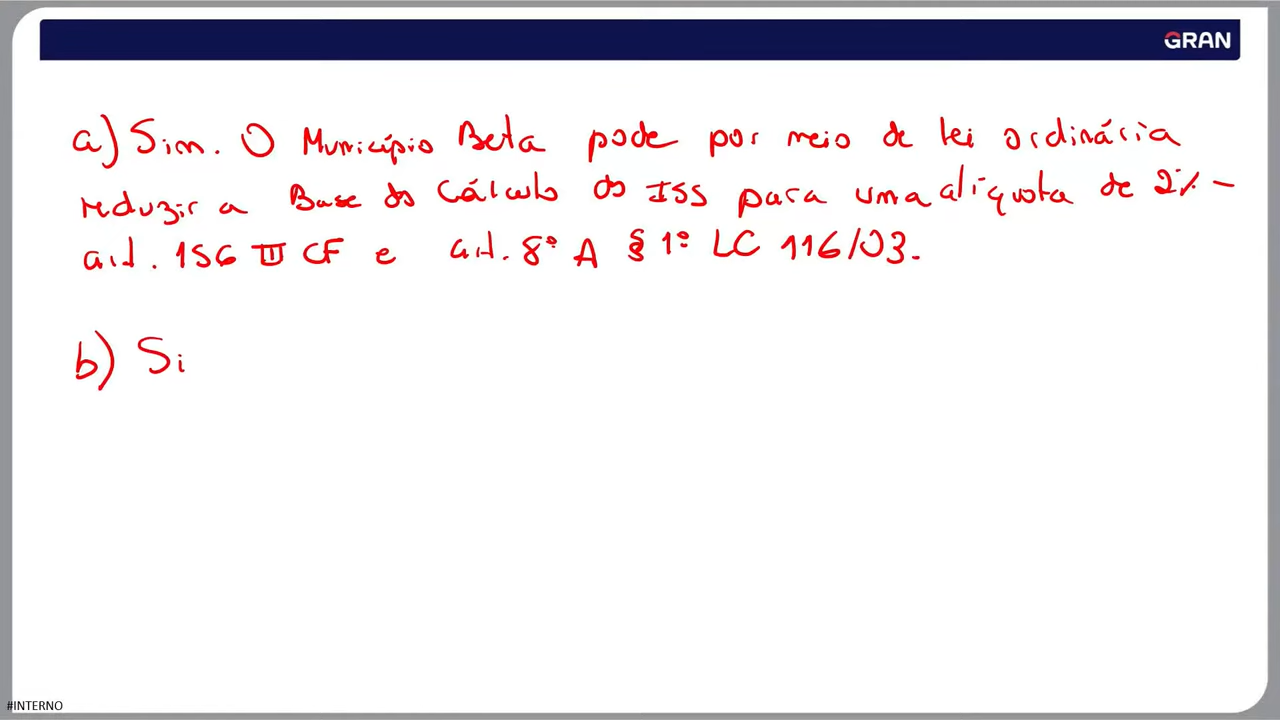 GRAN
a) Sim. O Município Beta pode por meio de lei ordinária
reduzir a Base do Cálculo do ISS para uma alíquota de 2% -
art. 156 III CF e art. 8º A § 1º LC 116/03.
b) Si
#INTERNO